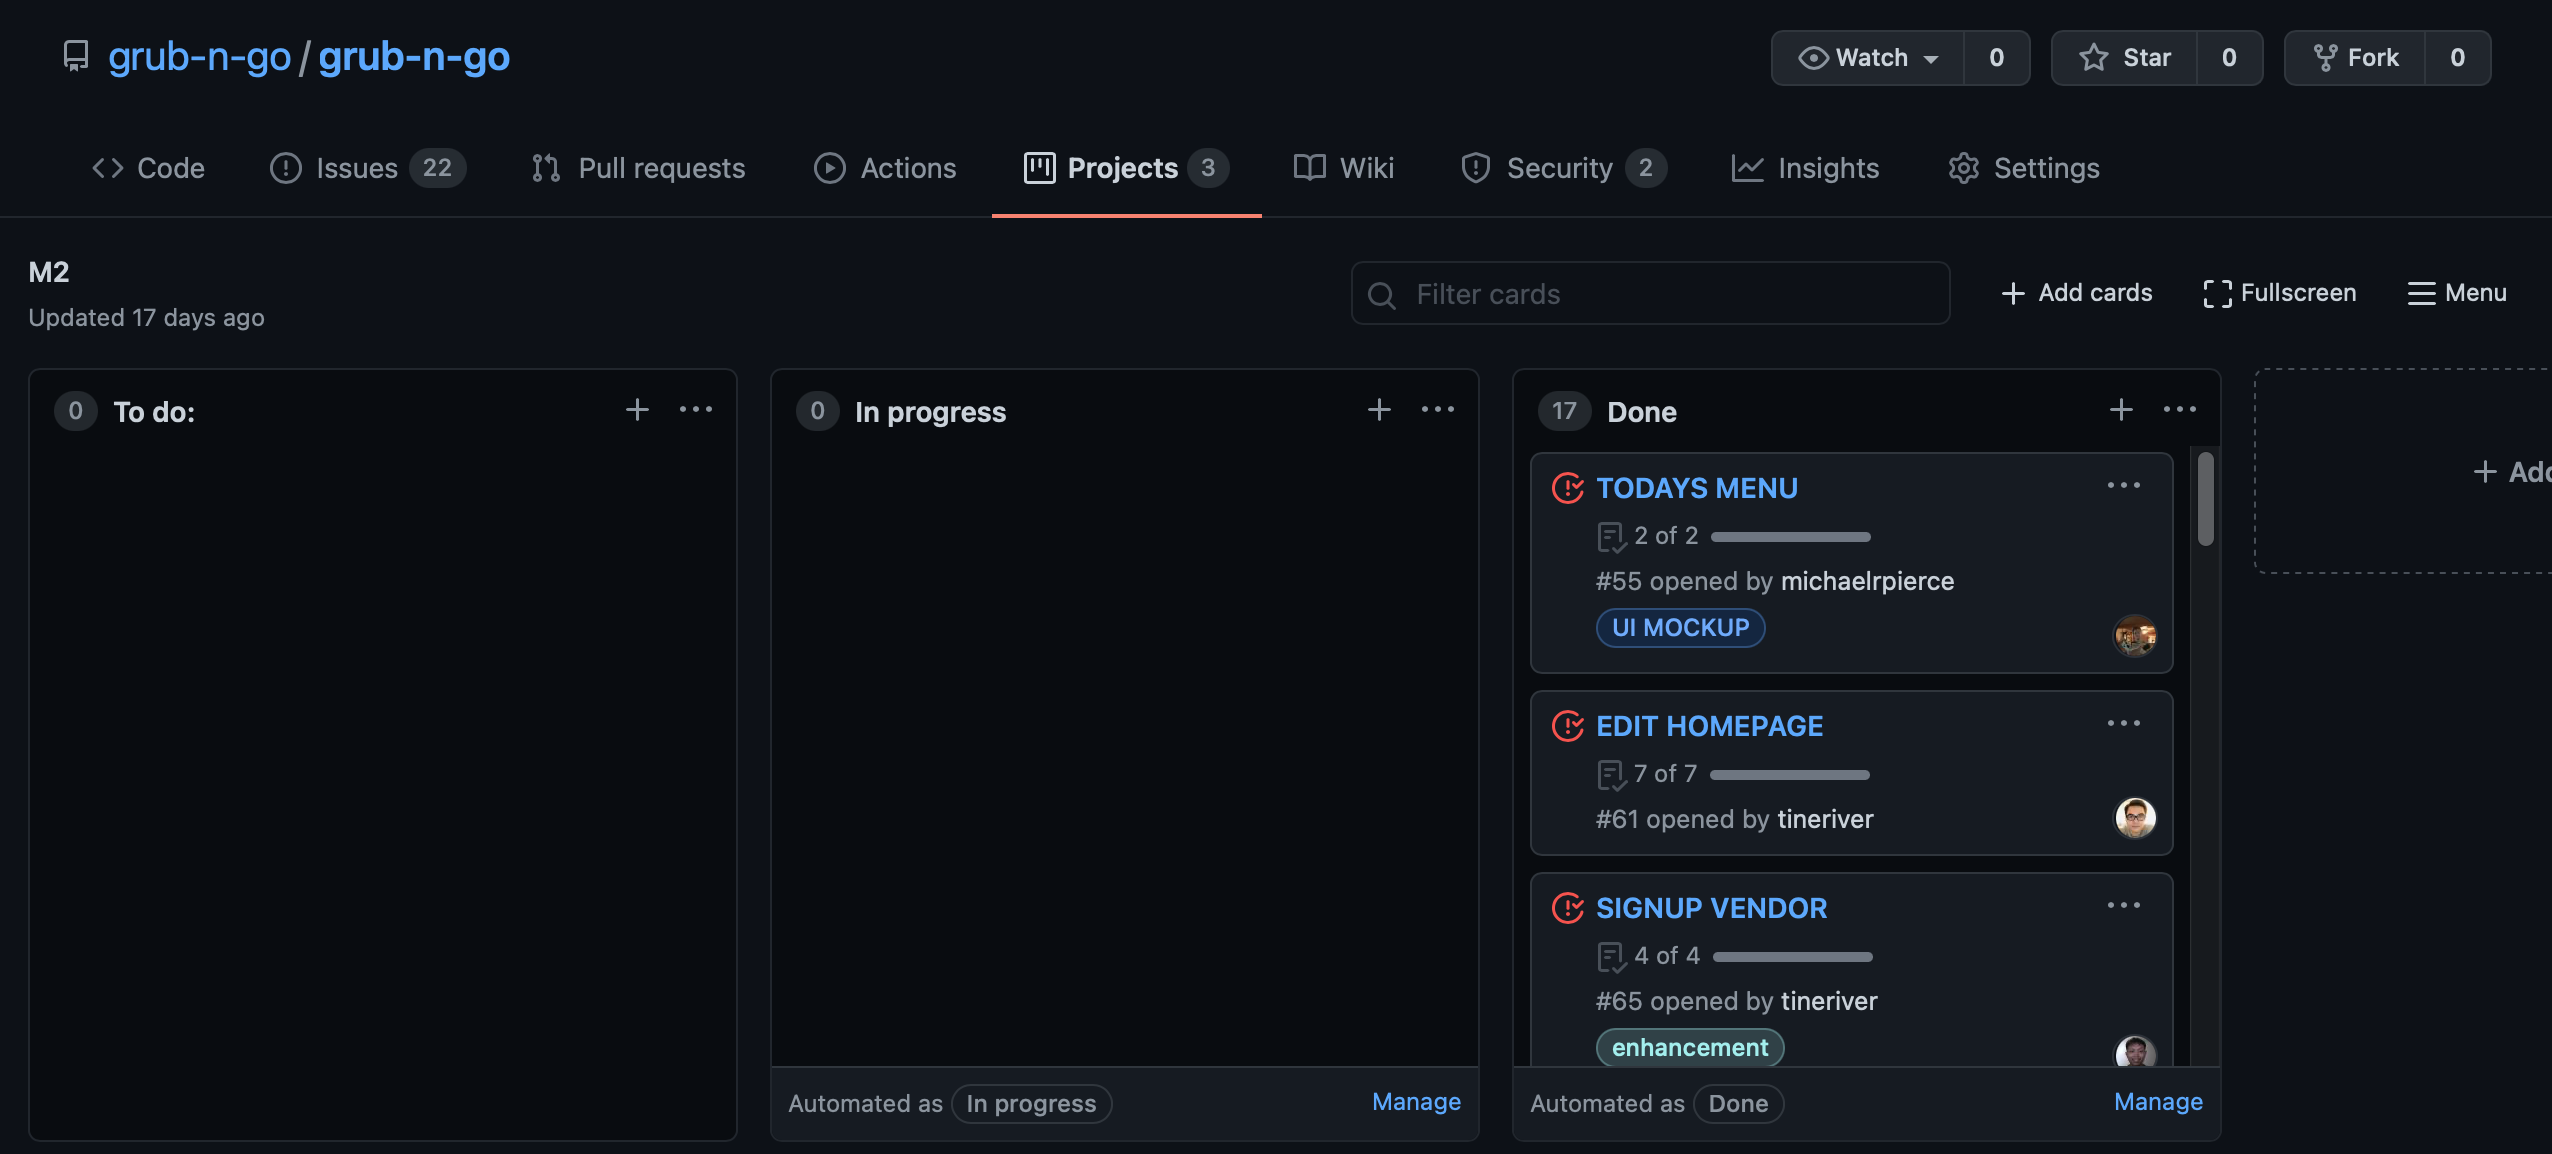 grub-n-go / grub-n-go
Watch 0 Star 0 Fork 0
Code Issues 22 Pull requests Actions Projects 3 Wiki Security 2 Insights Settings
M2
Updated 17 days ago
Filter cards
Add cards Fullscreen Menu
0 To do:
0 In progress
Automated as In progress Manage
17 Done
TODAYS MENU
2 of 2
#55 opened by michaelrpierce
UI MOCKUP
EDIT HOMEPAGE
7 of 7
#61 opened by tineriver
SIGNUP VENDOR
4 of 4
#65 opened by tineriver
enhancement
Automated as Done Manage